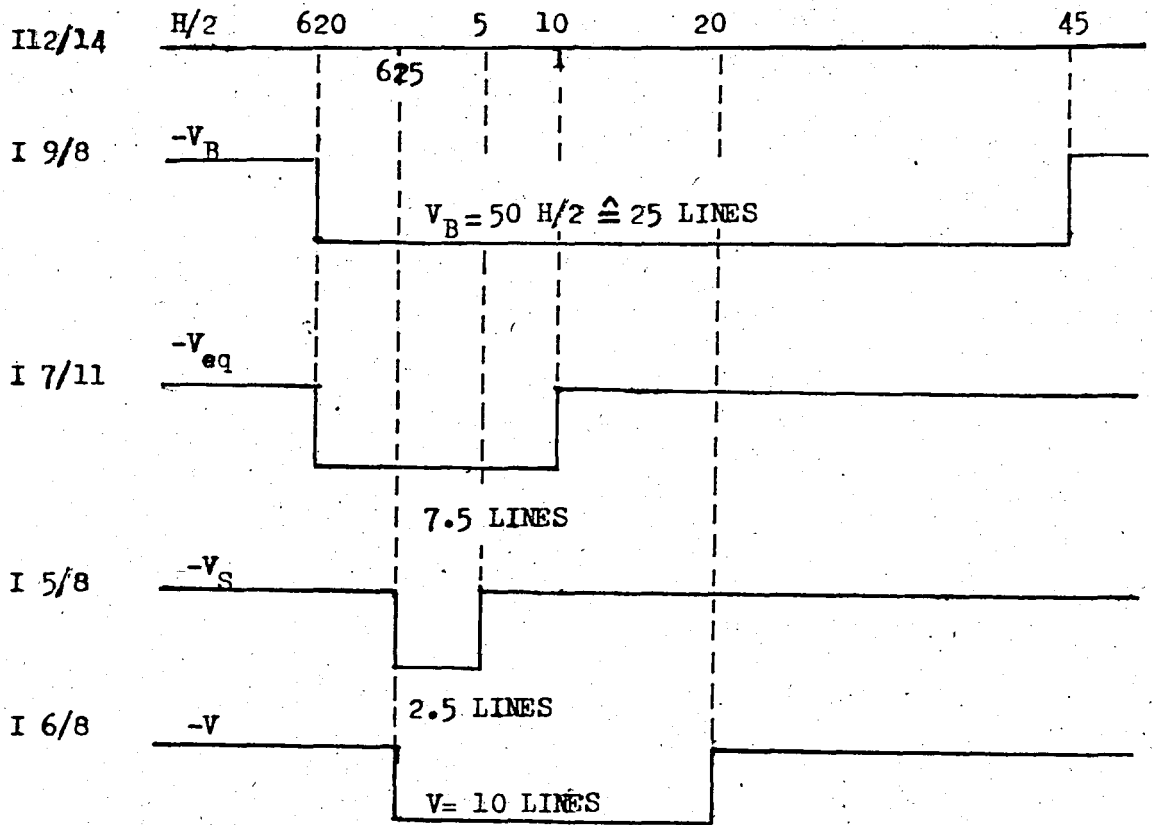 I12/14 H/2 620 5 10 20 45
625
I 9/8 -V_B
V_B = 50 H/2 ≙ 25 LINES
I 7/11 -V_eq
7.5 LINES
I 5/8 -V_S
2.5 LINES
I 6/8 -V
V= 10 LINES